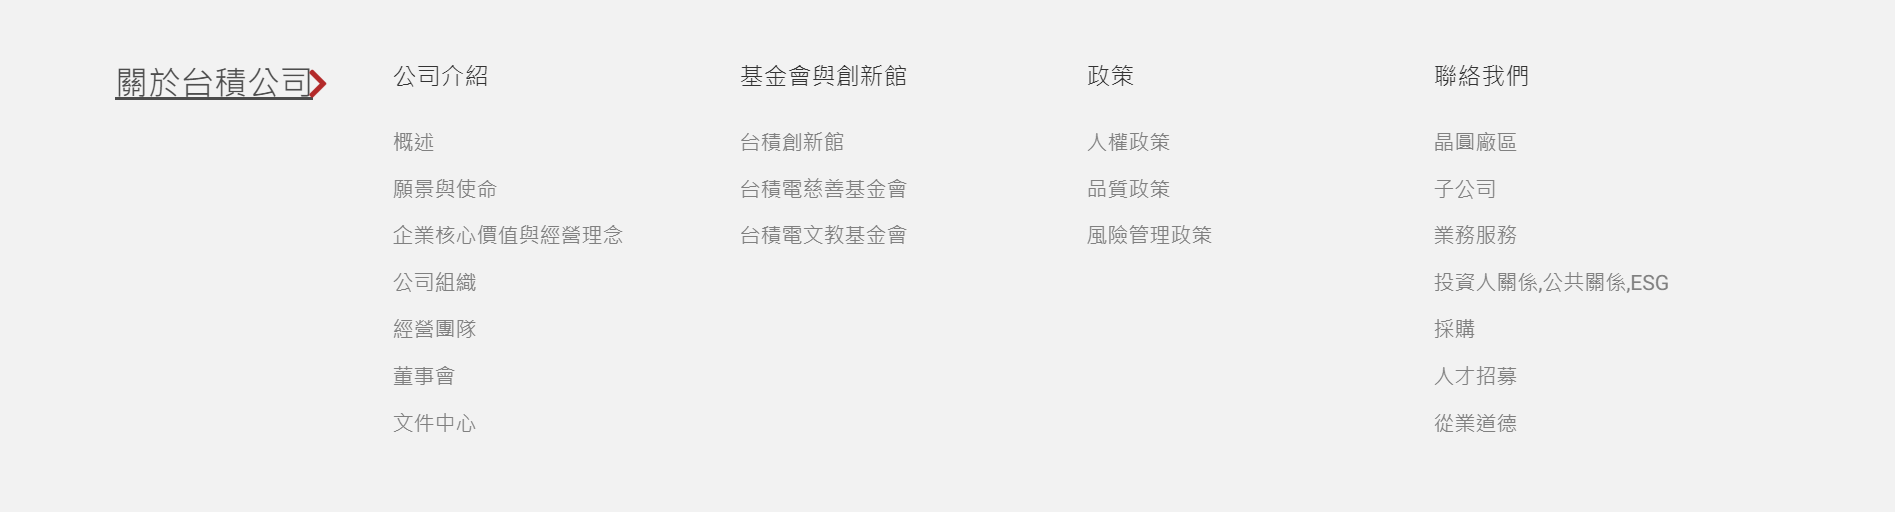 關於台積公司
公司介紹
概述
願景與使命
企業核心價值與經營理念
公司組織
經營團隊
董事會
文件中心
基金會與創新館
台積創新館
台積電慈善基金會
台積電文教基金會
政策
人權政策
品質政策
風險管理政策
聯絡我們
晶圓廠區
子公司
業務服務
投資人關係,公共關係,ESG
採購
人才招募
從業道德